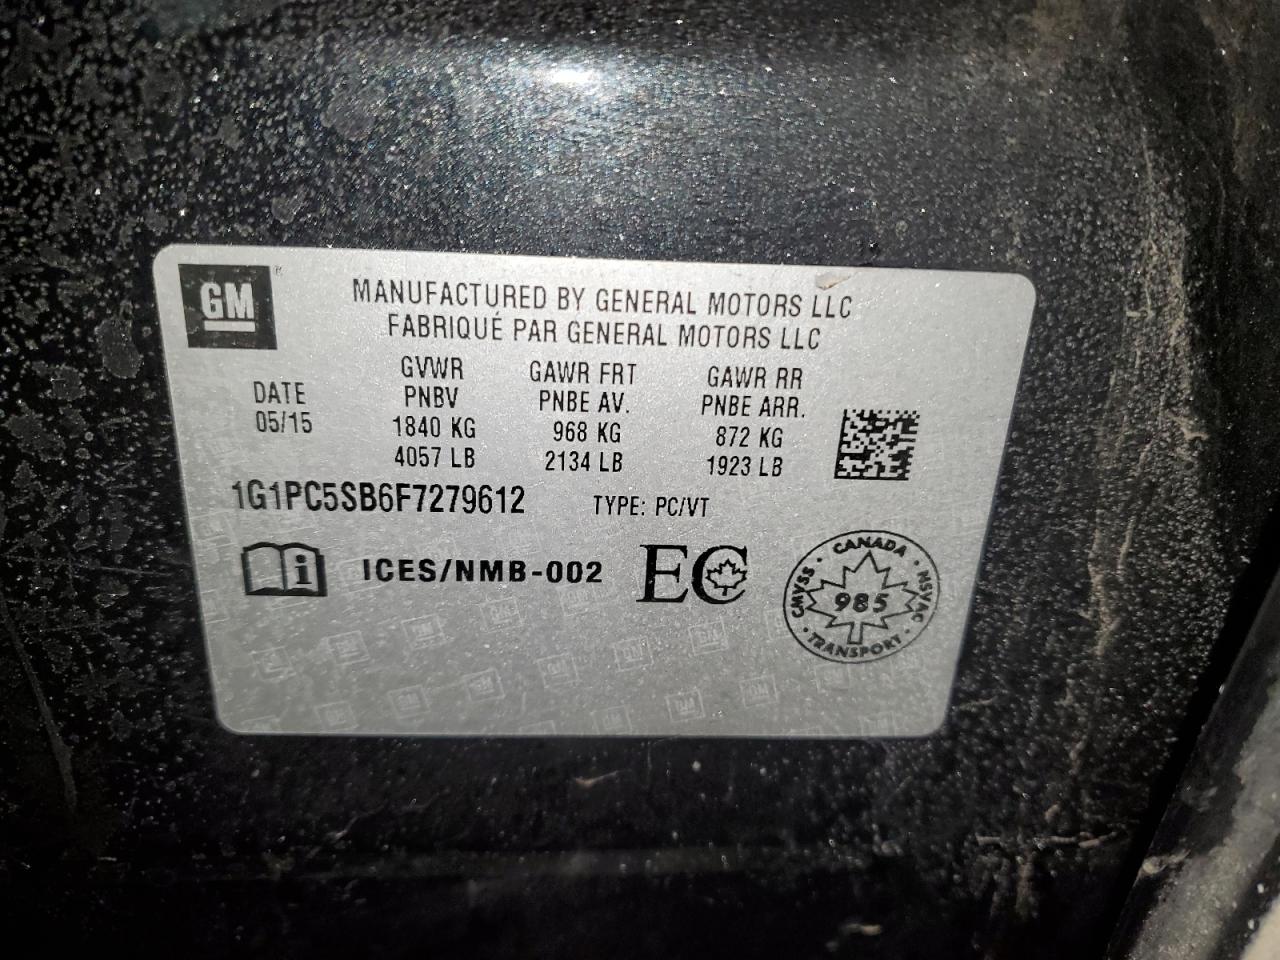 GM
MANUFACTURED BY GENERAL MOTORS LLC
FABRIQUÉ PAR GENERAL MOTORS LLC
DATE
05/15
GVWR
PNBV
1840 KG
4057 LB
GAWR FRT
PNBE AV.
968 KG
2134 LB
GAWR RR
PNBE ARR.
872 KG
1923 LB
1G1PC5SB6F7279612 TYPE: PC/VT
i ICES/NMB-002 EC
CANADA
CMVSS 985 NSVAC
TRANSPORT